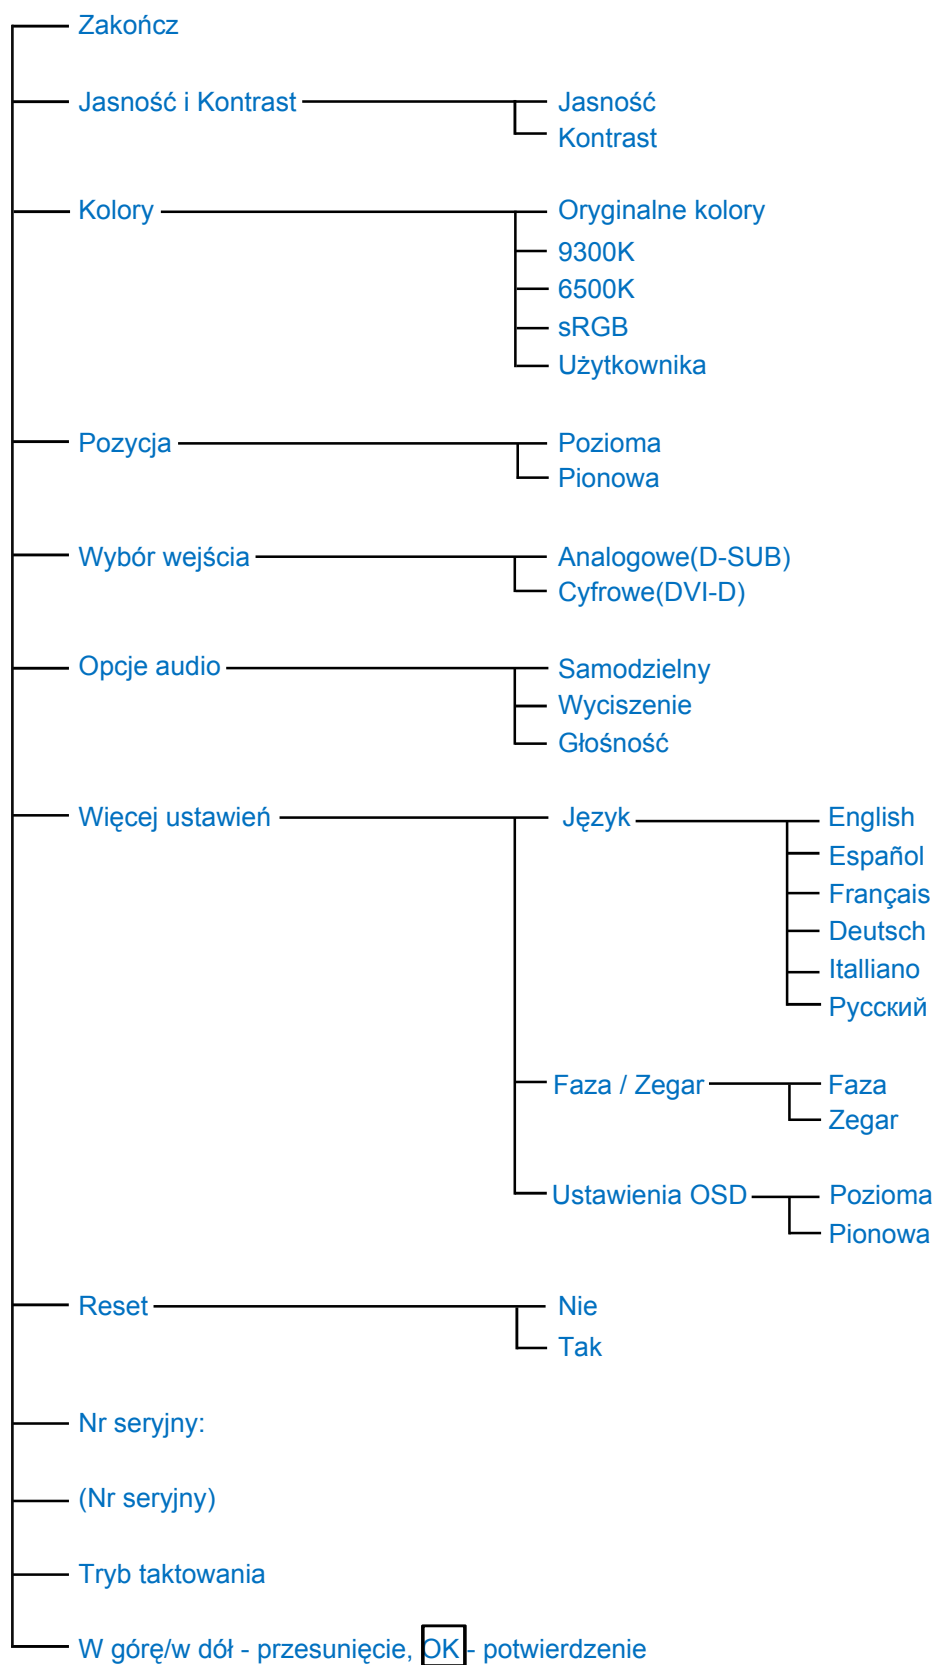 Zakończ
Jasność i Kontrast
Jasność
Kontrast
Kolory
Oryginalne kolory
9300K
6500K
sRGB
Użytkownika
Pozycja
Pozioma
Pionowa
Wybór wejścia
Analogowe(D-SUB)
Cyfrowe(DVI-D)
Opcje audio
Samodzielny
Wyciszenie
Głośność
Więcej ustawień
Język
English
Español
Français
Deutsch
Italliano
Русский
Faza / Zegar
Faza
Zegar
Ustawienia OSD
Pozioma
Pionowa
Reset
Nie
Tak
Nr seryjny:
(Nr seryjny)
Tryb taktowania
W górę/w dół - przesunięcie, OK - potwierdzenie